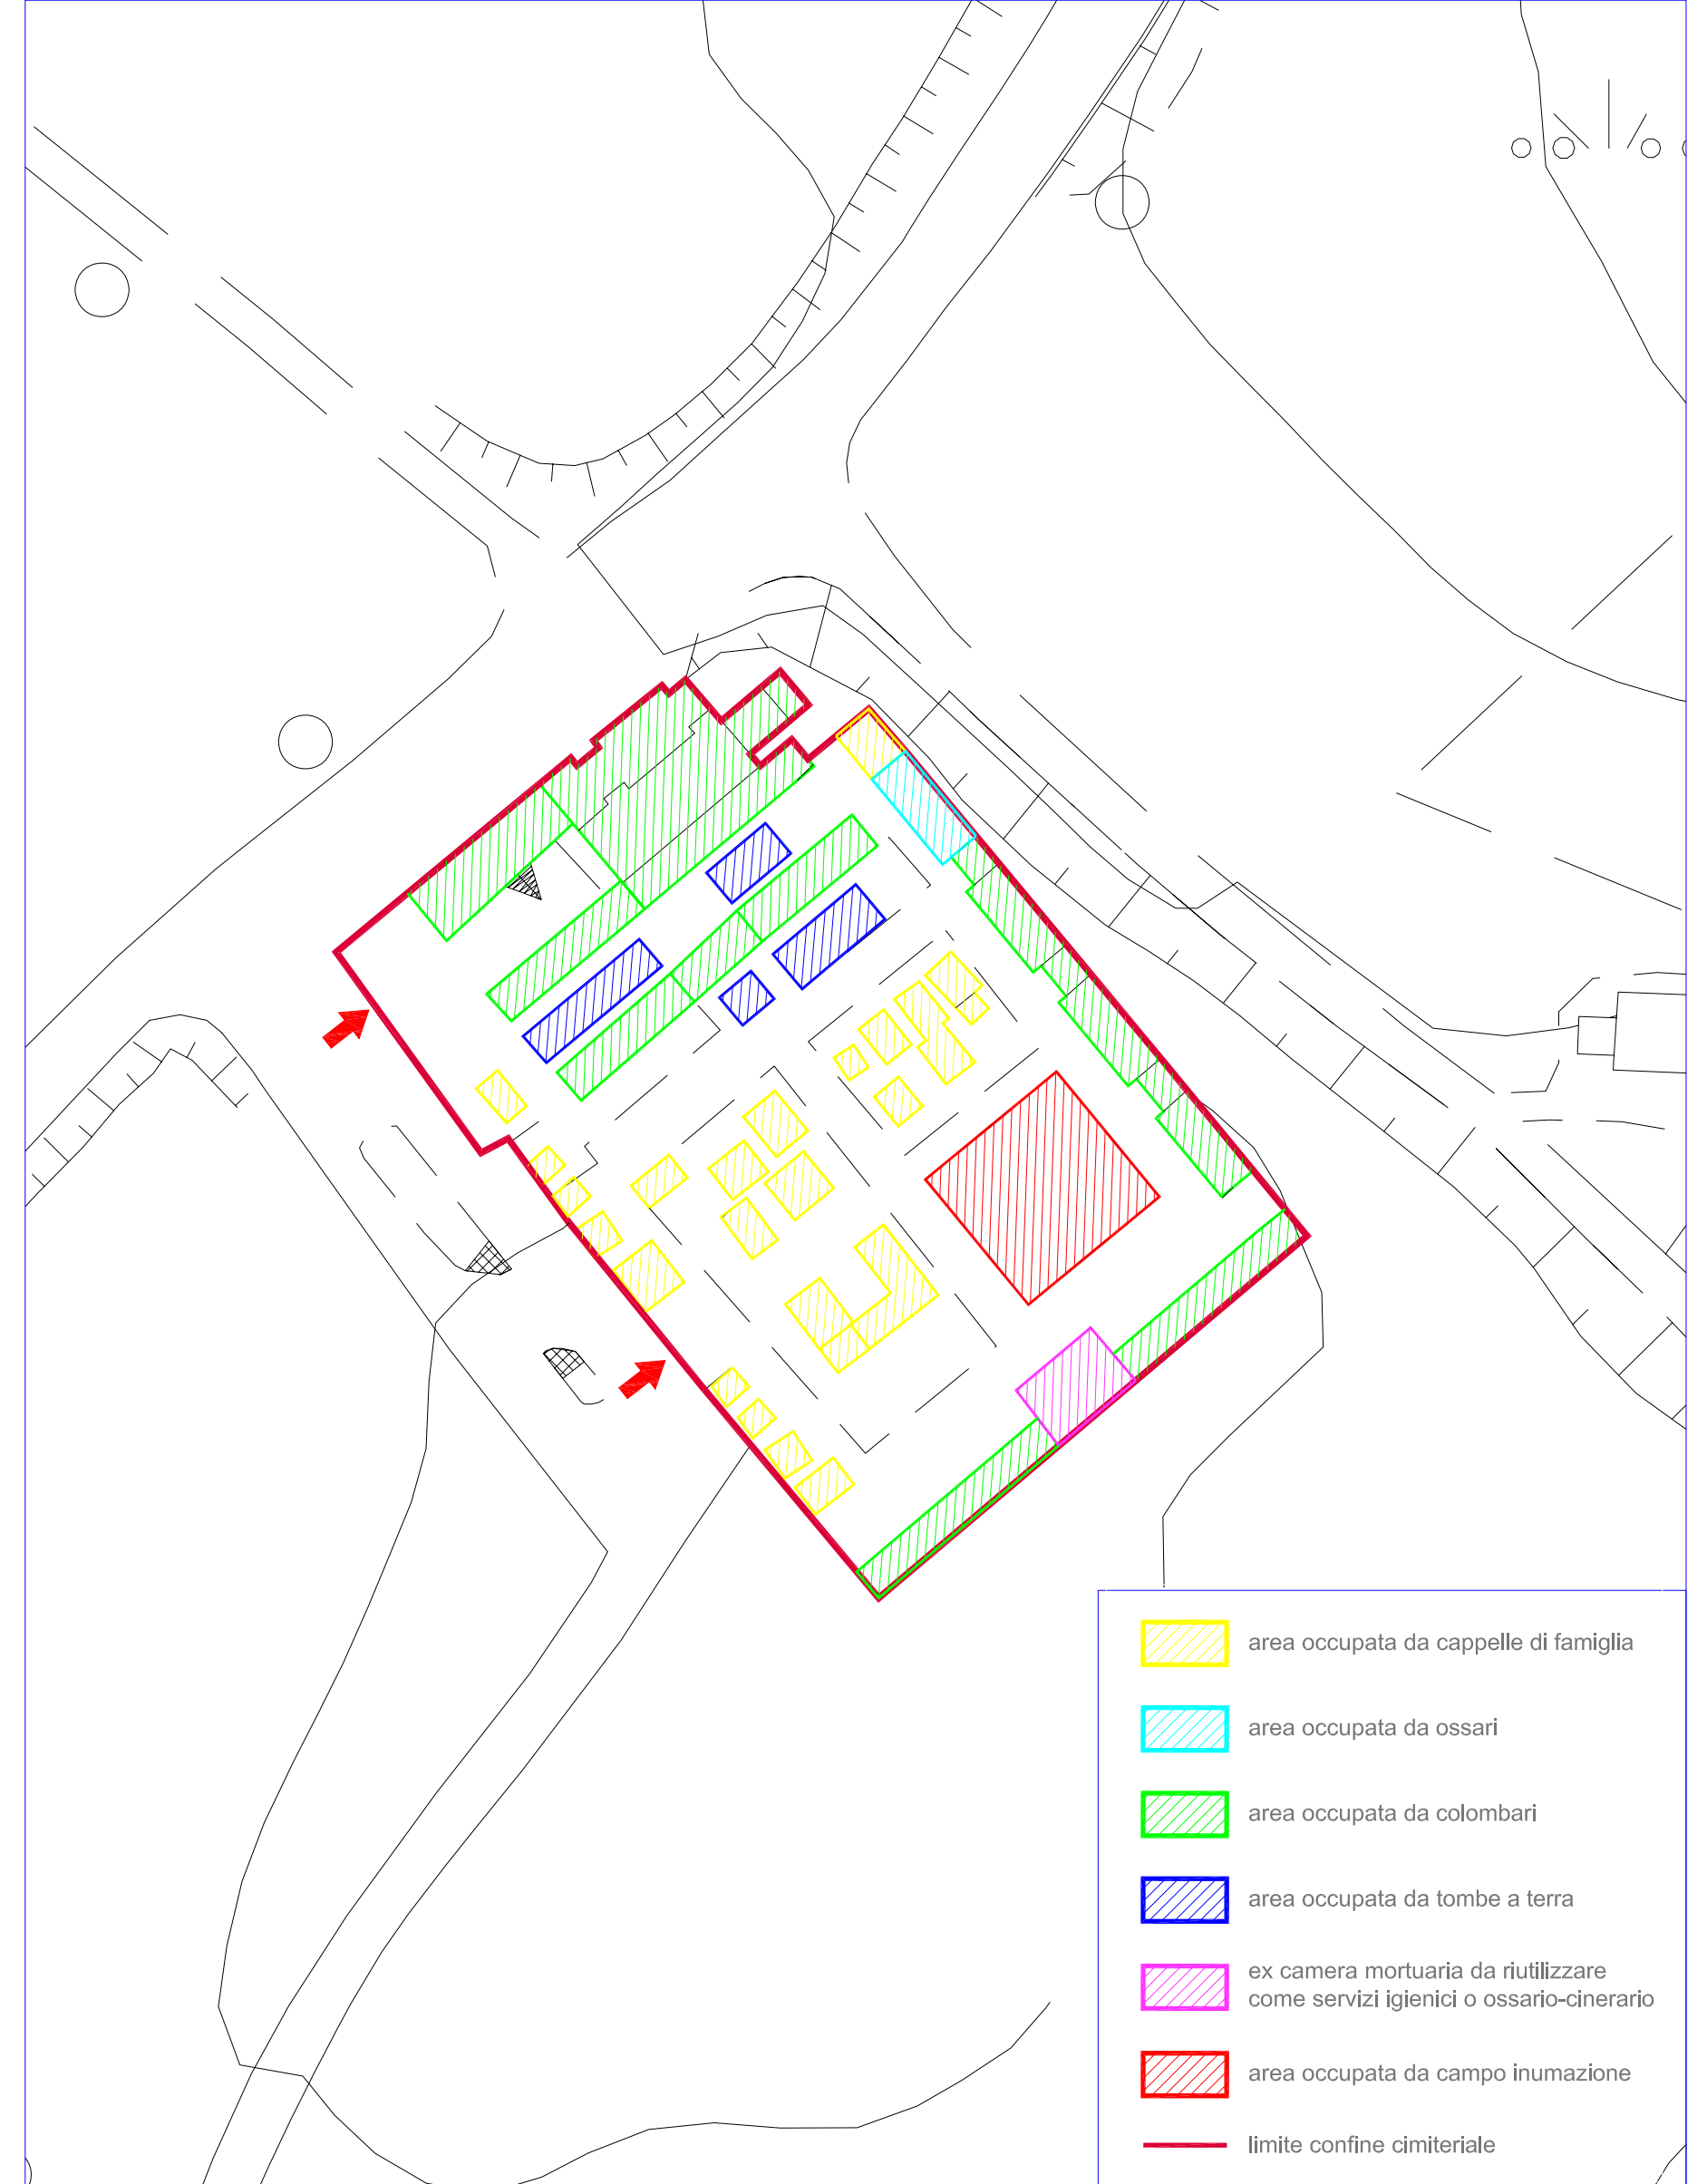 area occupata da cappelle di famiglia
area occupata da ossari
area occupata da colombari
area occupata da tombe a terra
ex camera mortuaria da riutilizzare
come servizi igienici o ossario-cinerario
area occupata da campo inumazione
limite confine cimiteriale